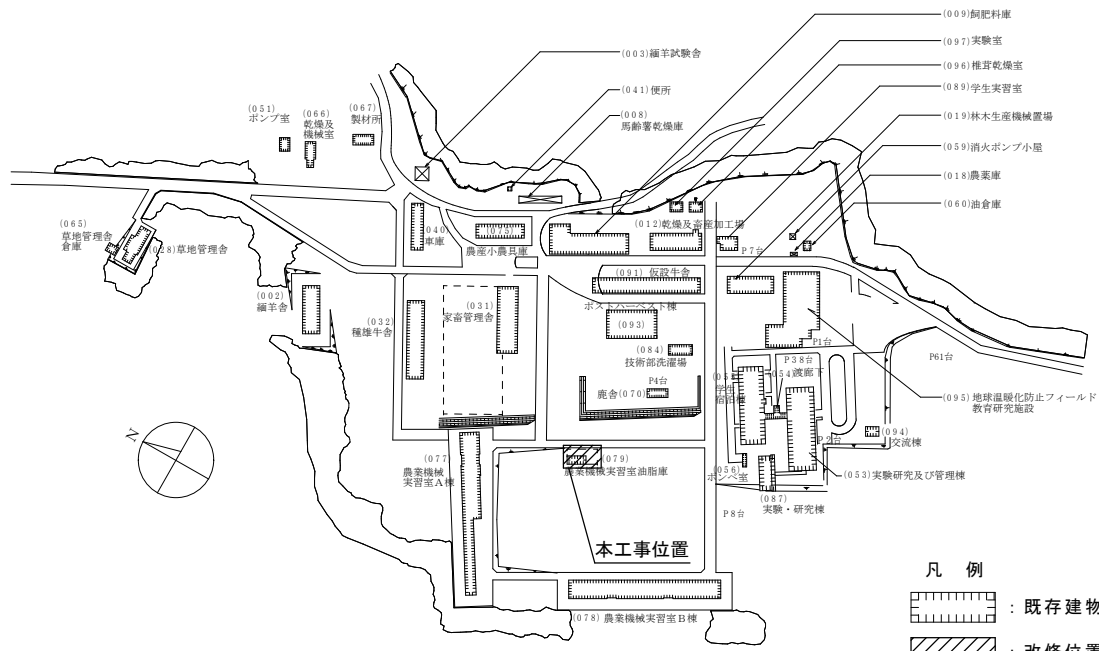 (009)飼肥料庫
(097)実験室
(096)椎茸乾燥室
(089)学生実習室
(019)林木生産機械置場
(059)消火ポンプ小屋
(018)農薬庫
(060)油倉庫
(003)緬羊試験舎
(041)便所
(008)
馬齢薯乾燥庫
(051)
ポンプ室
(066)
乾燥及
機械室
(067)
製材所
(065)
草地管理舎
倉庫
(028)草地管理舎
(040)
車庫
(073)
農産小農具庫
(012)乾燥及畜産加工場
P7台
(002)
緬羊舎
(032)
種雄牛舎
(031)
家畜管理舎
(091)仮設牛舎
ポストハーベスト棟
(093)
(084)
技術部洗濯場
P4台
鹿舎(070)
P1台
P61台
P38台
(054)渡廊下
学生
宿泊棟
(095)地球温暖化防止フィールド
教育研究施設
P2台
(094)
交流棟
(056)
ボンベ室
(053)実験研究及び管理棟
(087)
実験・研究棟
P8台
N
(077)
農業機械
実習室A棟
(079)
農業機械実習室油脂庫
本工事位置
(078)農業機械実習室B棟
凡 例
：既存建物
：改修位置